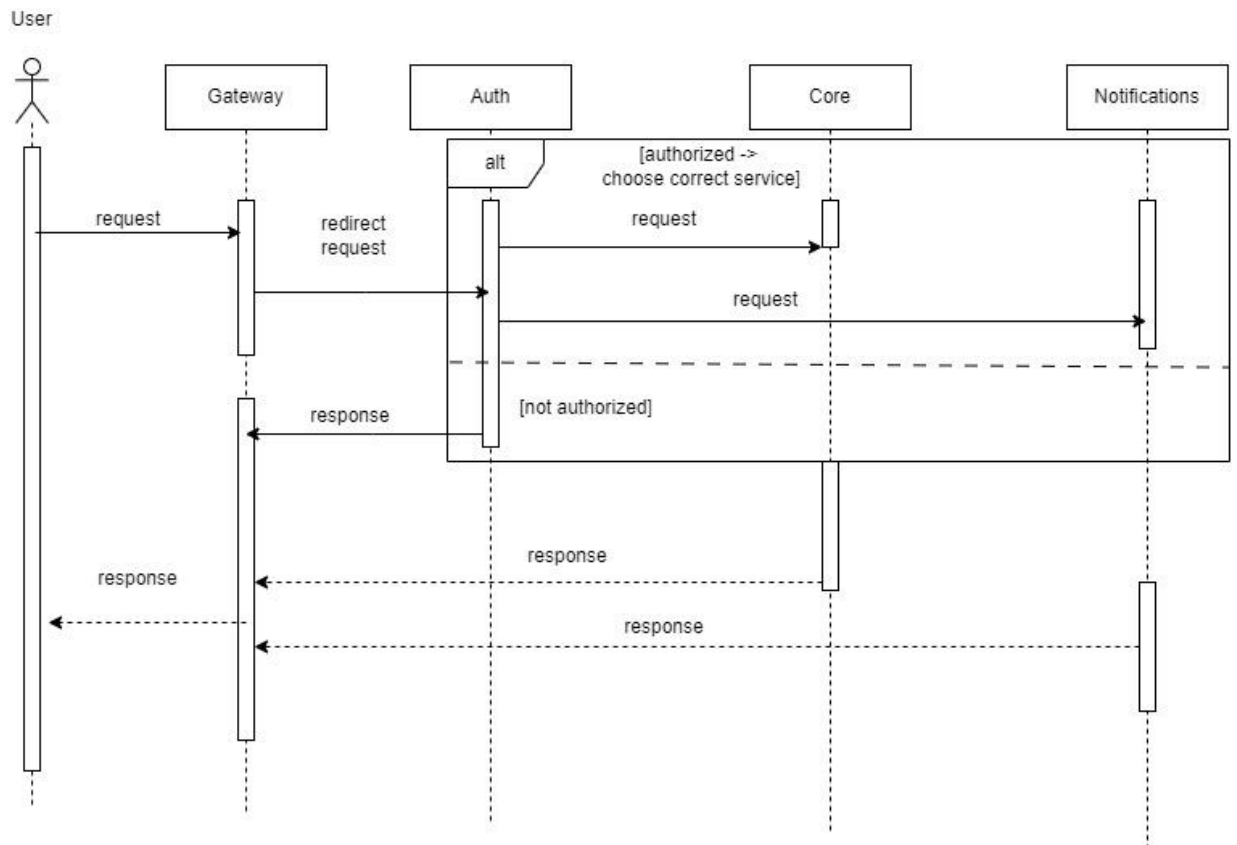 User
Gateway
Auth
Core
Notifications
alt
[authorized ->
choose correct service]
request
redirect
request
request
request
[not authorized]
response
response
response
response